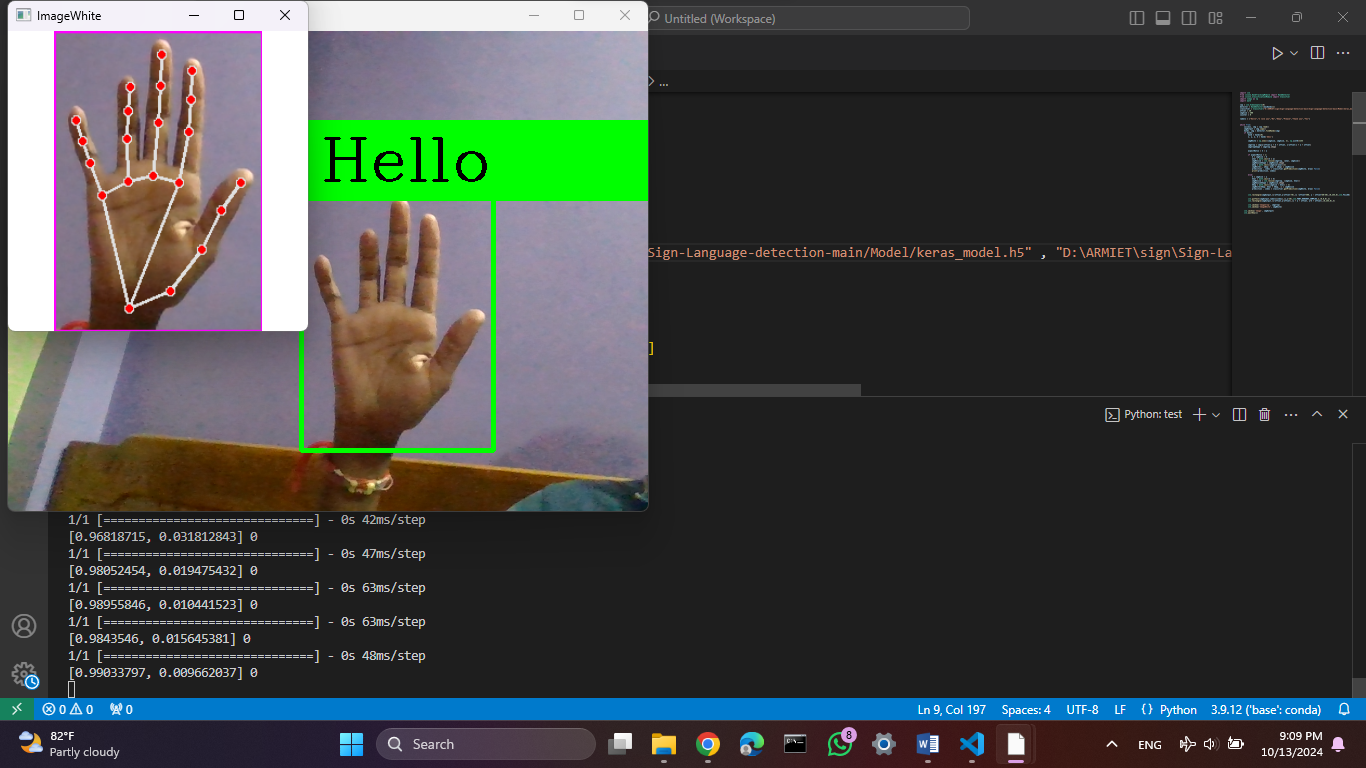 ImageWhite
Untitled (Workspace)
...
Hello
Sign-Language-detection-main/Model/keras_model.h5" , "D:\ARMIET\sign\Sign-La
]
Python: test
1/1 [==============================] - 0s 42ms/step
[0.96818715, 0.031812843] 0
1/1 [==============================] - 0s 47ms/step
[0.98052454, 0.019475432] 0
1/1 [==============================] - 0s 63ms/step
[0.98955846, 0.010441523] 0
1/1 [==============================] - 0s 63ms/step
[0.9843546, 0.015645381] 0
1/1 [==============================] - 0s 48ms/step
[0.99033797, 0.009662037] 0
0 0 0 Ln 9, Col 197 Spaces: 4 UTF-8 LF {} Python 3.9.12 ('base': conda)
82°F
Partly cloudy
Search
8
ENG
9:09 PM
10/13/2024